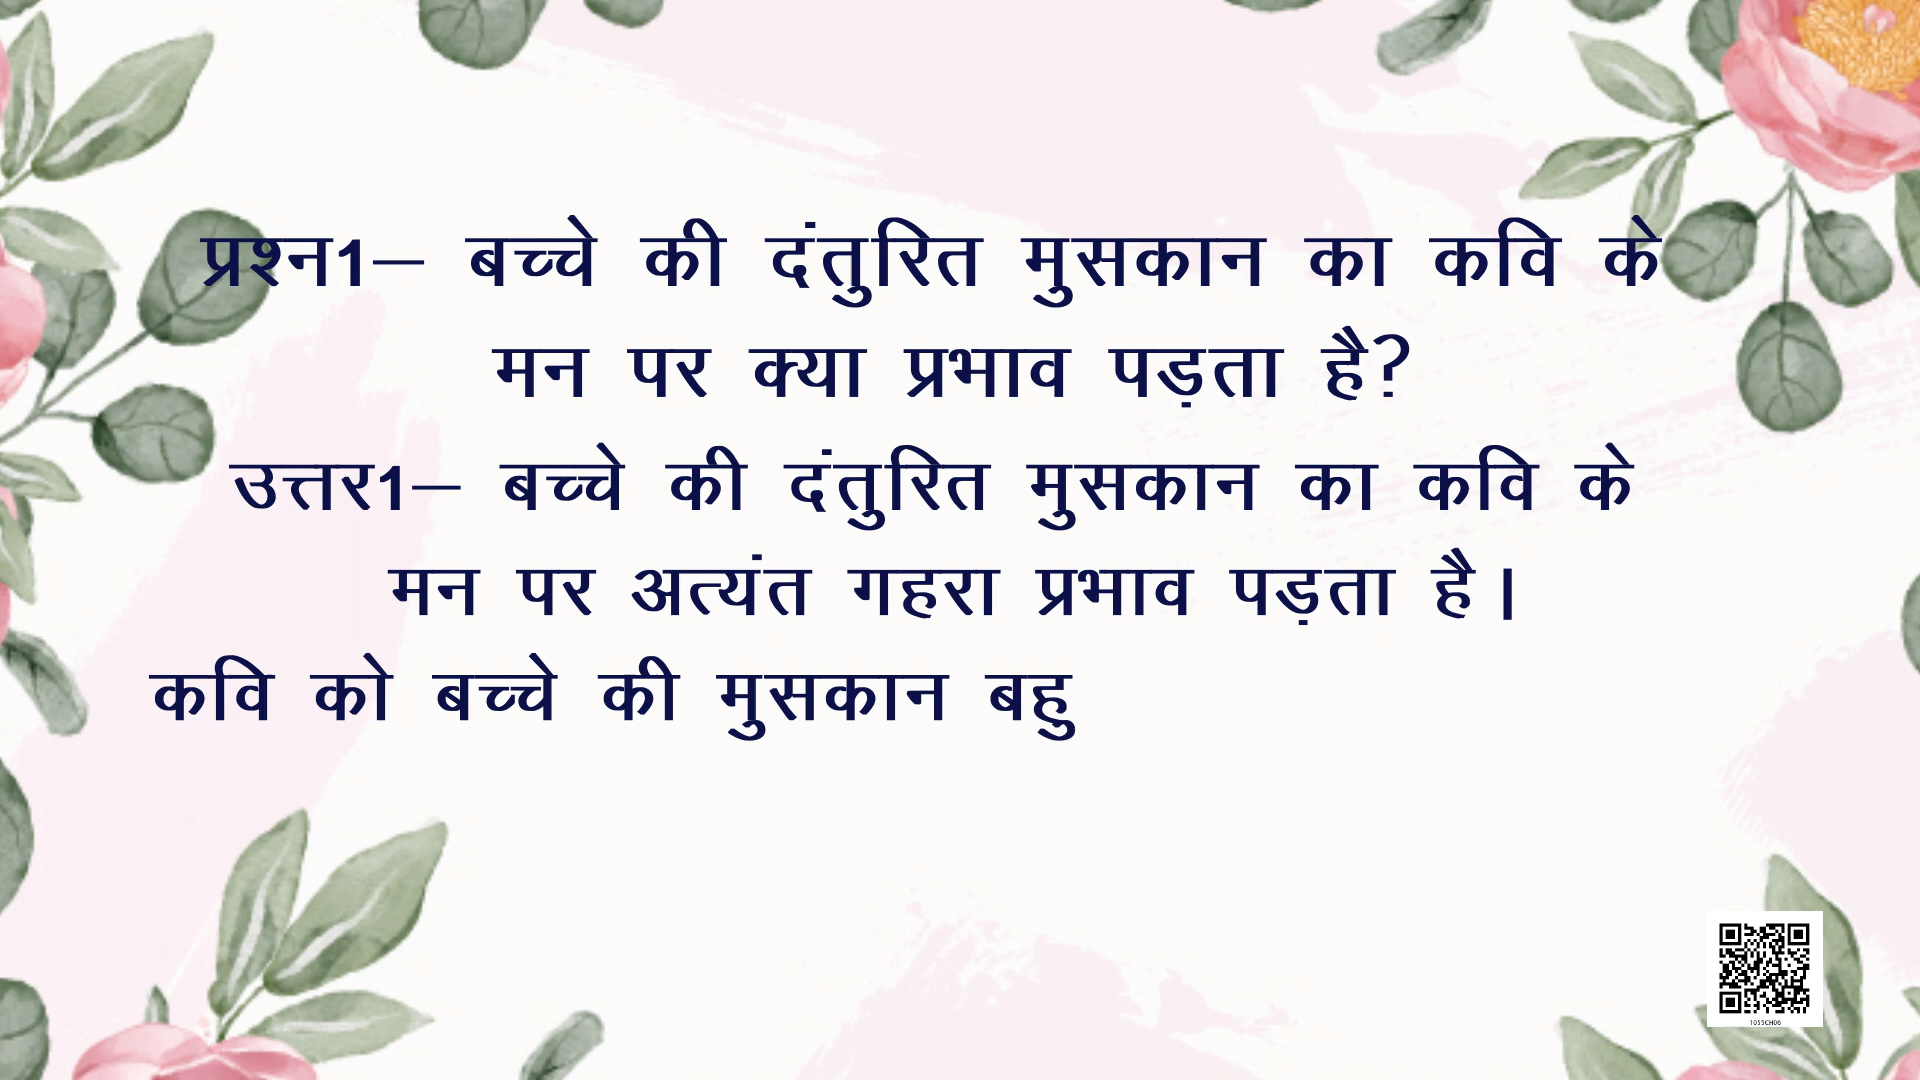 प्रश्न1– बच्चे की दंतुरित मुसकान का कवि के
मन पर क्या प्रभाव पड़ता है?
उत्तर1– बच्चे की दंतुरित मुसकान का कवि के
मन पर अत्यंत गहरा प्रभाव पड़ता है।
कवि को बच्चे की मुसकान बहु
1055CH06